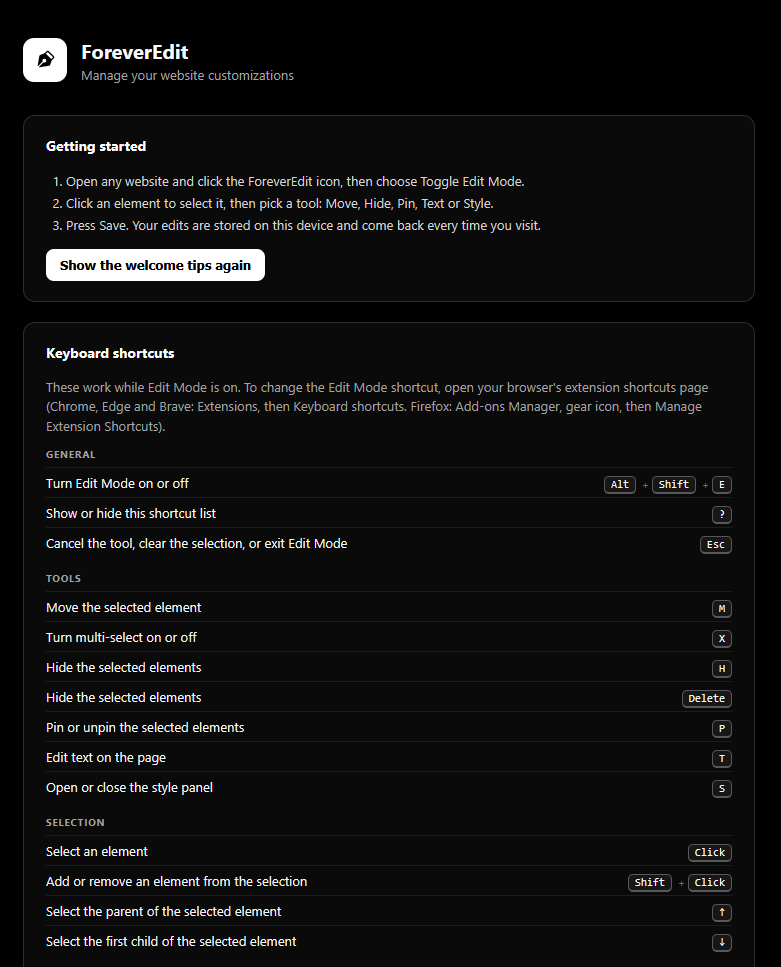 ForeverEdit
Manage your website customizations
Getting started
1. Open any website and click the ForeverEdit icon, then choose Toggle Edit Mode.
2. Click an element to select it, then pick a tool: Move, Hide, Pin, Text or Style.
3. Press Save. Your edits are stored on this device and come back every time you visit.
Show the welcome tips again
Keyboard shortcuts
These work while Edit Mode is on. To change the Edit Mode shortcut, open your browser's extension shortcuts page
(Chrome, Edge and Brave: Extensions, then Keyboard shortcuts. Firefox: Add-ons Manager, gear icon, then Manage
Extension Shortcuts).
GENERAL
Turn Edit Mode on or off Alt + Shift + E
Show or hide this shortcut list ?
Cancel the tool, clear the selection, or exit Edit Mode Esc
TOOLS
Move the selected element M
Turn multi-select on or off X
Hide the selected elements H
Hide the selected elements Delete
Pin or unpin the selected elements P
Edit text on the page T
Open or close the style panel S
SELECTION
Select an element Click
Add or remove an element from the selection Shift + Click
Select the parent of the selected element ↑
Select the first child of the selected element ↓